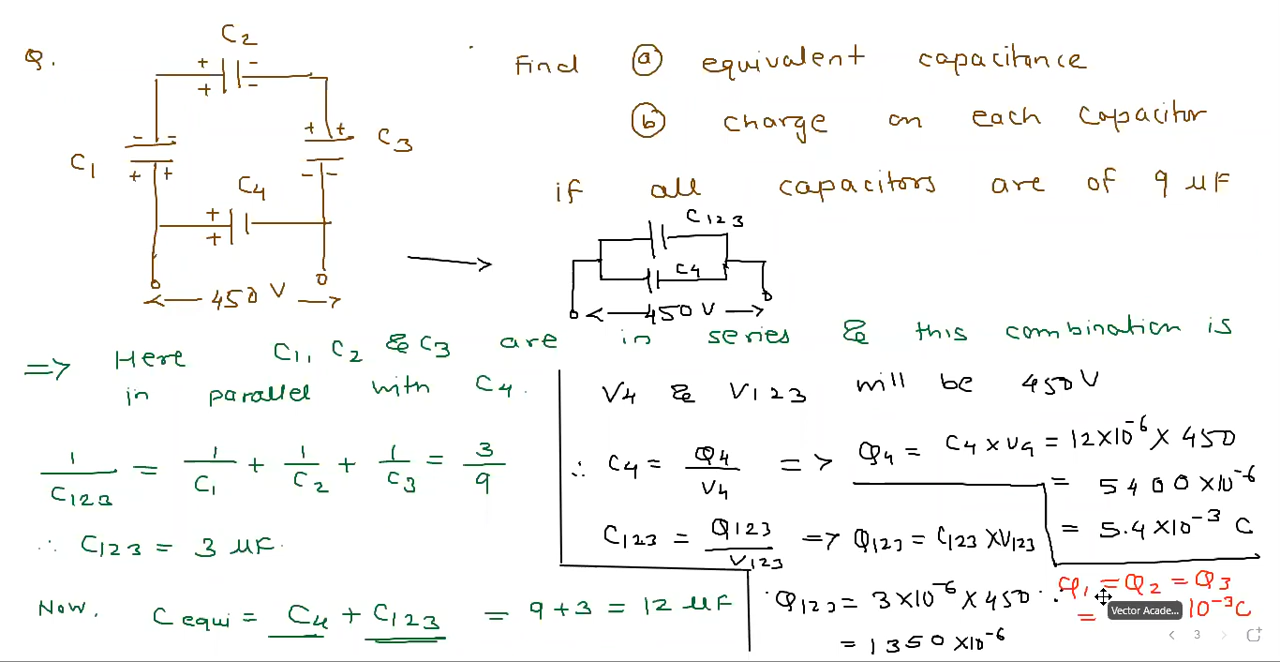 Q.
C2
+ -
+ -
Find (a) equivalent capacitance
(b) charge on each capacitor
if all capacitors are of 9 μF
- -
C1
+ +
+ +
C3
- -
C4
+
+
450 V
C123
C4
450 V
=> Here C1, C2 & C3 are in series & this combination is
in parallel with C4.
1/C123 = 1/C1 + 1/C2 + 1/C3 = 3/9
∴ C123 = 3 μF.
Now, Cequi = C4 + C123 = 9 + 3 = 12 μF
V4 & V123 will be 450V
∴ C4 = Q4/V4 => Q4 = C4 × V4 = 12×10^-6 × 450
= 5400 ×10^-6
= 5.4 ×10^-3 C
C123 = Q123/V123 => Q123 = C123 × V123
Q123 = 3 ×10^-6 × 450
= 1350 ×10^-6
∴ Q1 = Q2 = Q3
= 10^-3 C
Vector Acade...
< 3 >